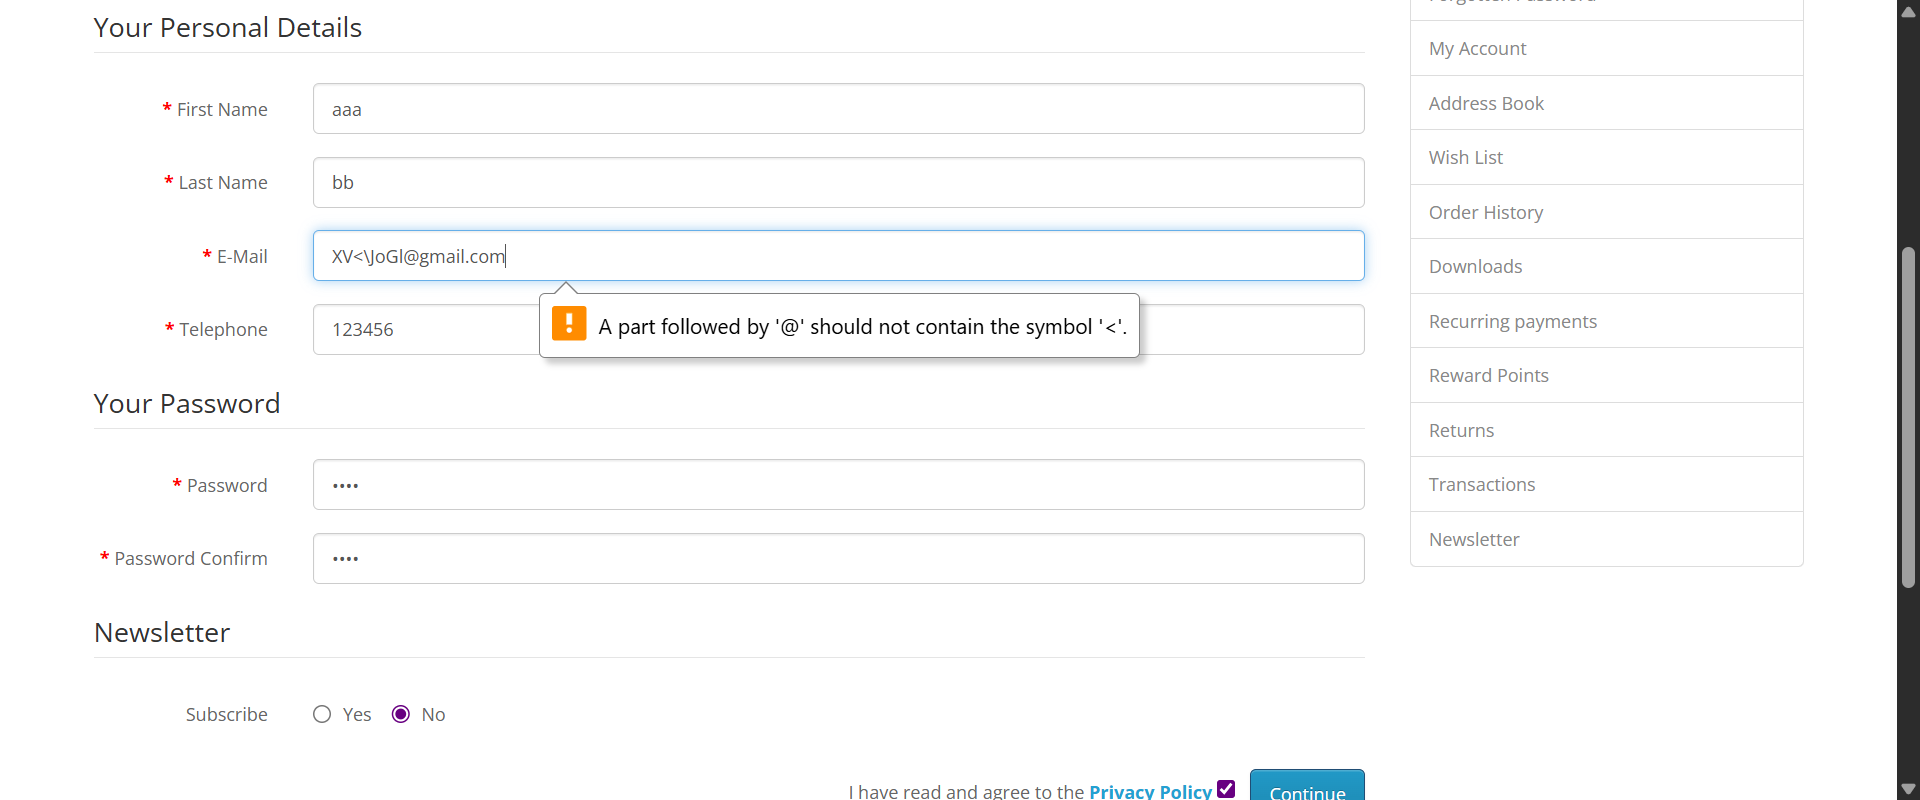 Your Personal Details
* First Name
aaa
* Last Name
bb
* E-Mail
XV<\JoGl@gmail.com
* Telephone
123456
A part followed by '@' should not contain the symbol '<'.
Your Password
* Password
••••
* Password Confirm
••••
Newsletter
Subscribe
Yes
No
I have read and agree to the Privacy Policy
Continue
My Account
Address Book
Wish List
Order History
Downloads
Recurring payments
Reward Points
Returns
Transactions
Newsletter